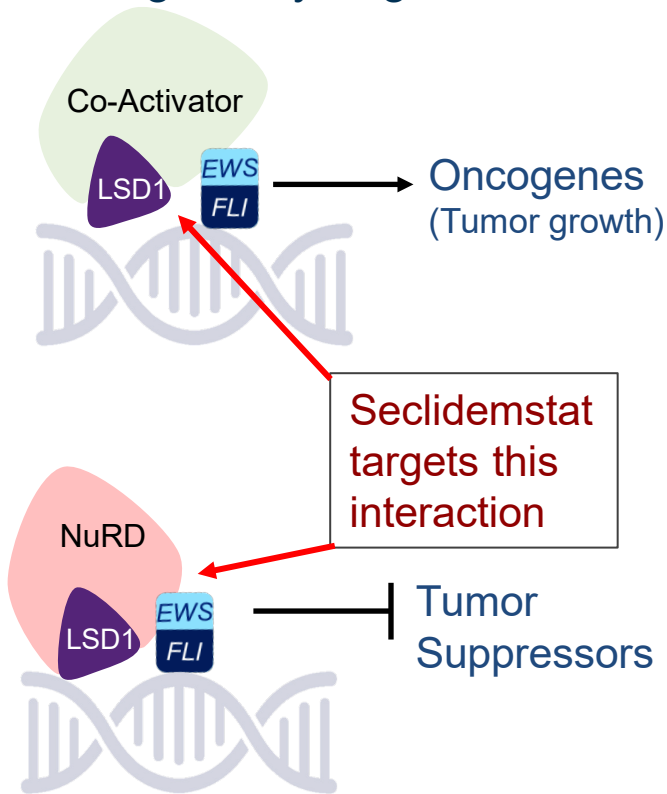 Co-Activator
LSD1
EWS
FLI
Oncogenes
(Tumor growth)
Seclidemstat
targets this
interaction
NuRD
LSD1
EWS
FLI
Tumor
Suppressors